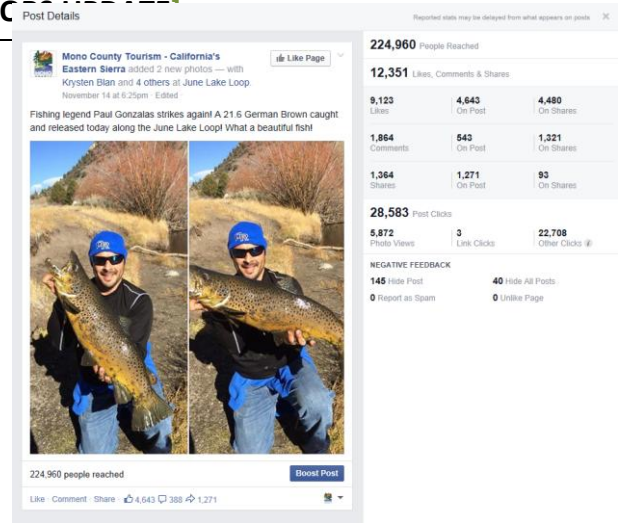 Post Details
Reported stats may be delayed from what appears on posts
Mono County Tourism - California's
Eastern Sierra added 2 new photos — with
Krysten Blan and 4 others at June Lake Loop.
November 14 at 6:25pm · Edited
Like Page
Fishing legend Paul Gonzalas strikes again! A 21.6 German Brown caught
and released today along the June Lake Loop! What a beautiful fish!
224,960 people reached
Boost Post
Like · Comment · Share · 4,643 388 1,271
224,960 People Reached
12,351 Likes, Comments & Shares
9,123 4,643 4,480
Likes On Post On Shares
1,864 543 1,321
Comments On Post On Shares
1,364 1,271 93
Shares On Post On Shares
28,583 Post Clicks
5,872 3 22,708
Photo Views Link Clicks Other Clicks
NEGATIVE FEEDBACK
145 Hide Post 40 Hide All Posts
0 Report as Spam 0 Unlike Page